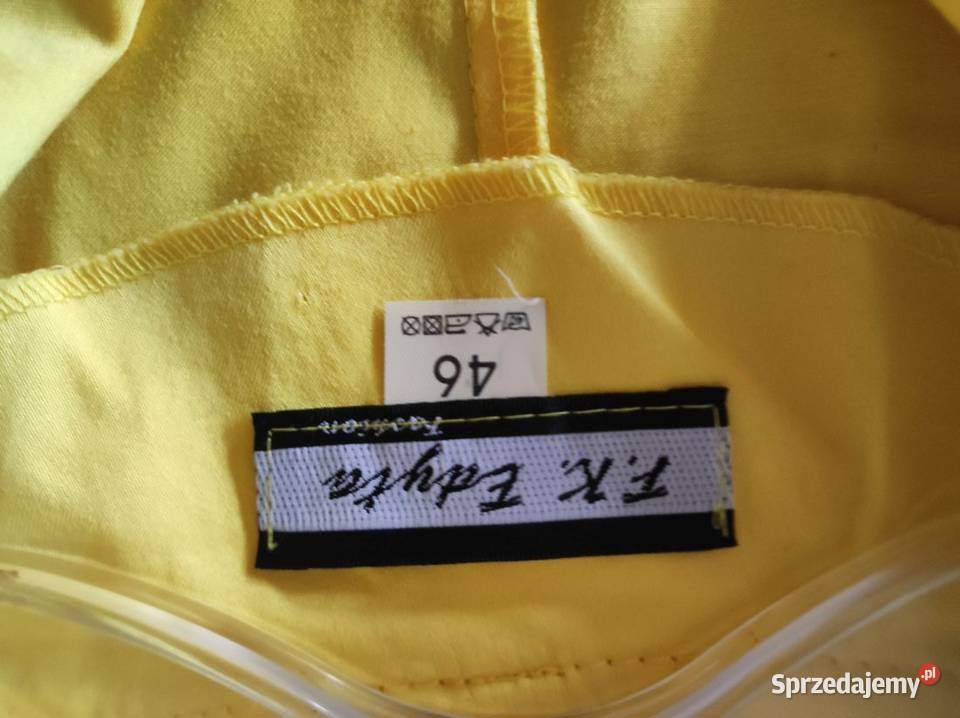 F.K. Edyta
Fashion
46
Sprzedajemy.pl